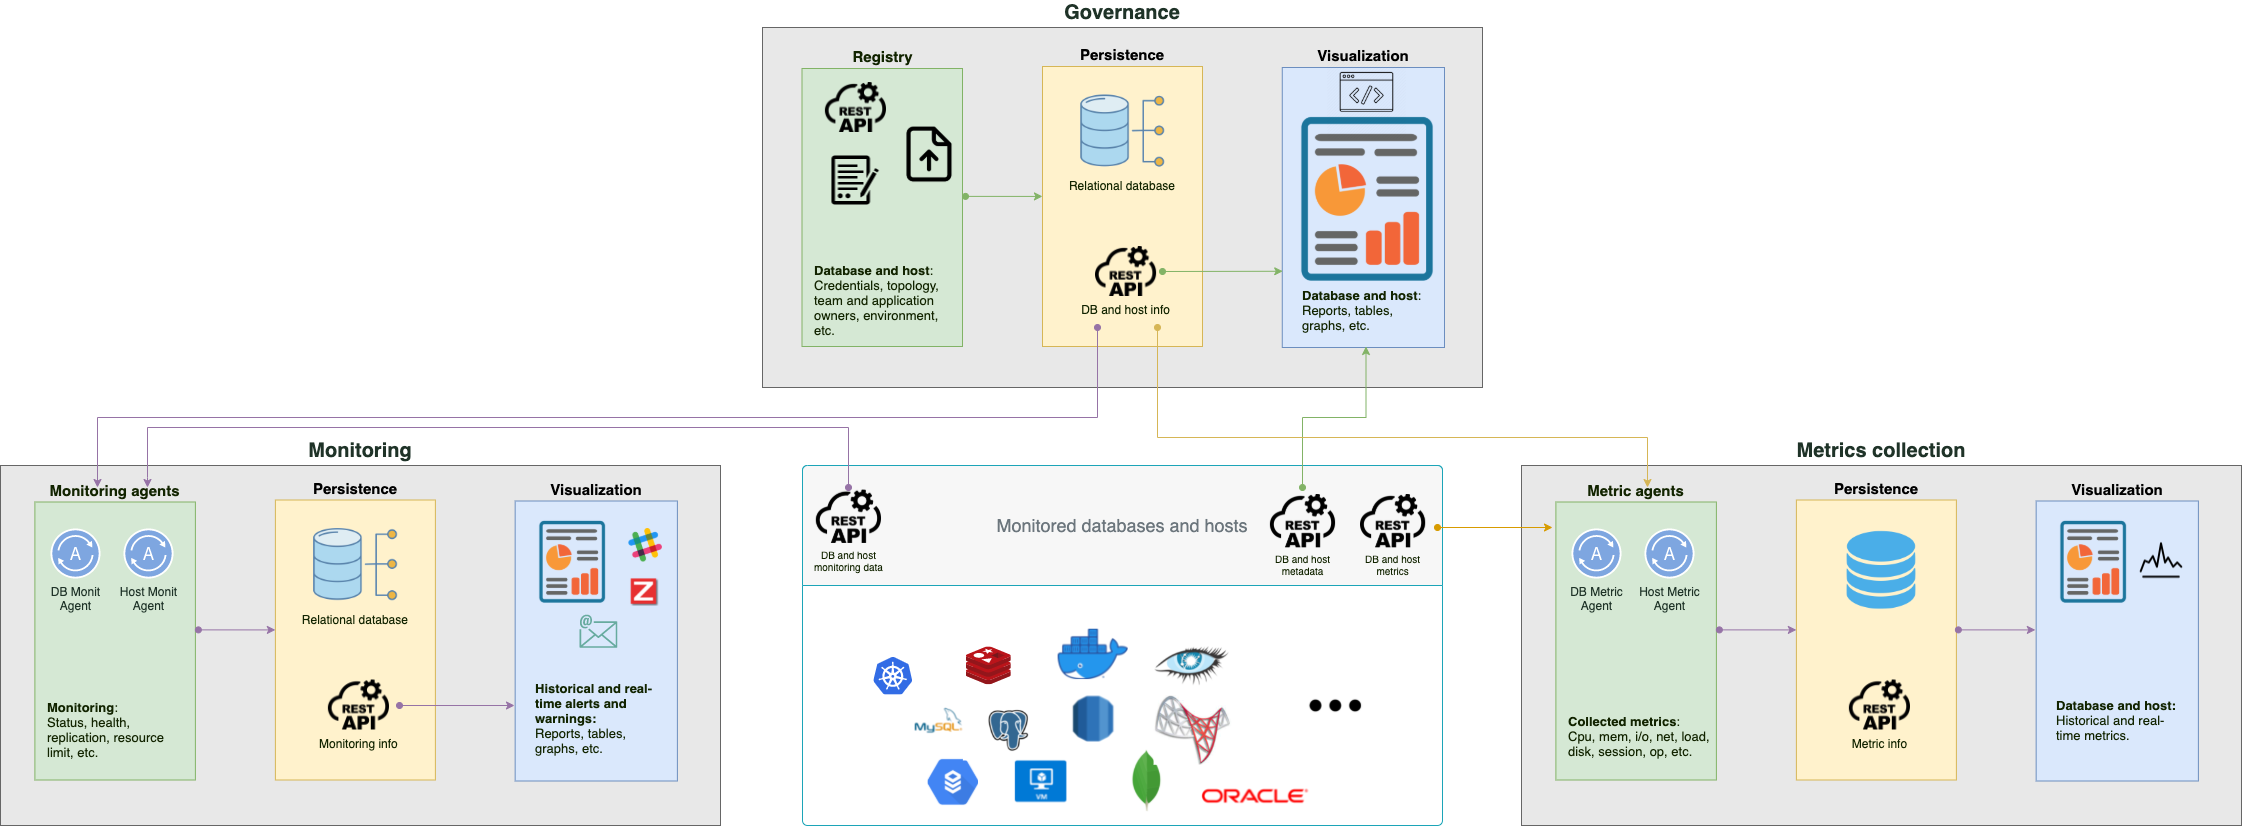 Governance
Registry
REST
API
Database and host:
Credentials, topology,
team and application
owners, environment,
etc.
Persistence
Relational database
REST
API
DB and host info
Visualization
</>
Database and host:
Reports, tables,
graphs, etc.
Monitoring
Monitoring agents
A
A
DB Monit
Agent
Host Monit
Agent
Monitoring:
Status, health,
replication, resource
limit, etc.
Persistence
Relational database
REST
API
Monitoring info
Visualization
Z
@
Historical and real-
time alerts and
warnings:
Reports, tables,
graphs, etc.
REST
API
DB and host
monitoring data
Monitored databases and hosts
REST
API
DB and host
metadata
REST
API
DB and host
metrics
MySQL
VM
ORACLE
Metrics collection
Metric agents
A
A
DB Metric
Agent
Host Metric
Agent
Collected metrics:
Cpu, mem, i/o, net, load,
disk, session, op, etc.
Persistence
REST
API
Metric info
Visualization
Database and host:
Historical and real-
time metrics.